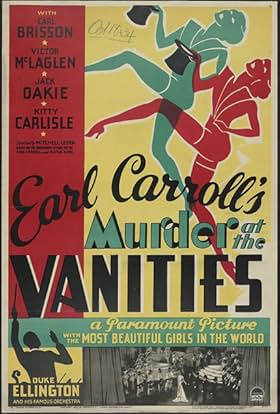 WITH
CARL
BRISSON
★
VICTOR
McLAGLEN
★
JACK
OAKIE
★
KITTY
CARLISLE
Directed by MITCHELL LEISEN
Earl Carroll's
Murder at the
VANITIES
a Paramount Picture
WITH THE MOST BEAUTIFUL GIRLS IN THE WORLD
DUKE
ELLINGTON
AND HIS FAMOUS ORCHESTRA